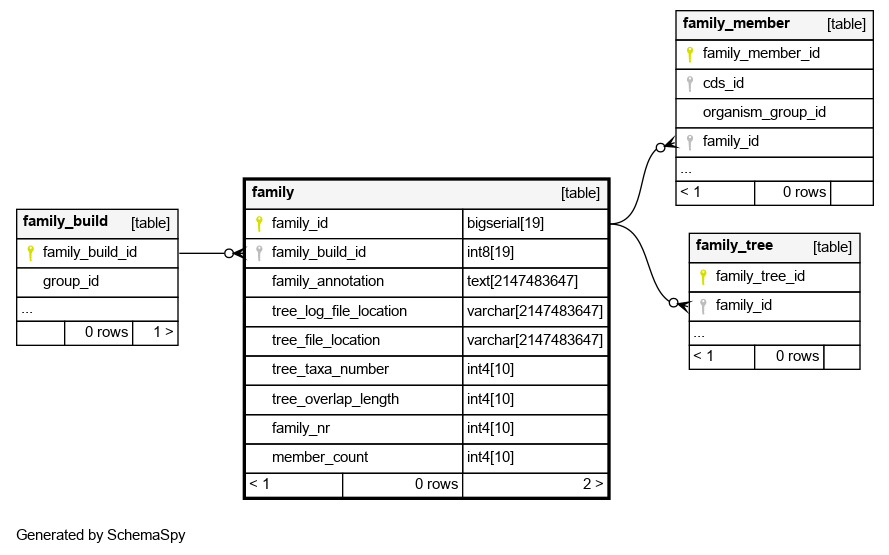 family_member [table]
family_member_id
cds_id
organism_group_id
family_id
...
< 1 0 rows
family [table]
family_id bigserial[19]
family_build_id int8[19]
family_annotation text[2147483647]
tree_log_file_location varchar[2147483647]
tree_file_location varchar[2147483647]
tree_taxa_number int4[10]
tree_overlap_length int4[10]
family_nr int4[10]
member_count int4[10]
< 1 0 rows 2 >
family_build [table]
family_build_id
group_id
...
0 rows 1 >
family_tree [table]
family_tree_id
family_id
...
< 1 0 rows
Generated by SchemaSpy